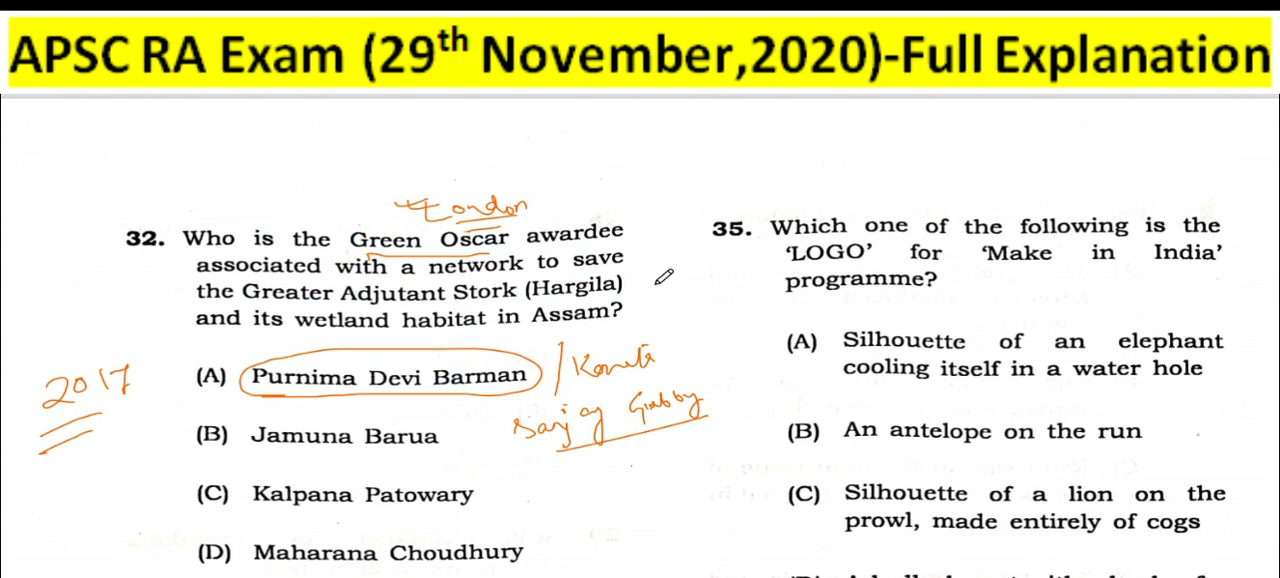 APSC RA Exam (29th November,2020)-Full Explanation
London
32. Who is the Green Oscar awardee
associated with a network to save
the Greater Adjutant Stork (Hargila)
and its wetland habitat in Assam?
2017
(A) Purnima Devi Barman
Sanjoy Gubby
(B) Jamuna Barua
(C) Kalpana Patowary
(D) Maharana Choudhury
35. Which one of the following is the
‘LOGO’ for ‘Make in India’
programme?
(A) Silhouette of an elephant
cooling itself in a water hole
(B) An antelope on the run
(C) Silhouette of a lion on the
prowl, made entirely of cogs